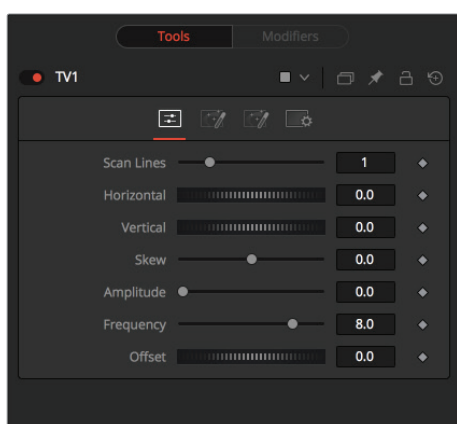 Tools Modifiers
TV1
Scan Lines 1
Horizontal 0.0
Vertical 0.0
Skew 0.0
Amplitude 0.0
Frequency 8.0
Offset 0.0